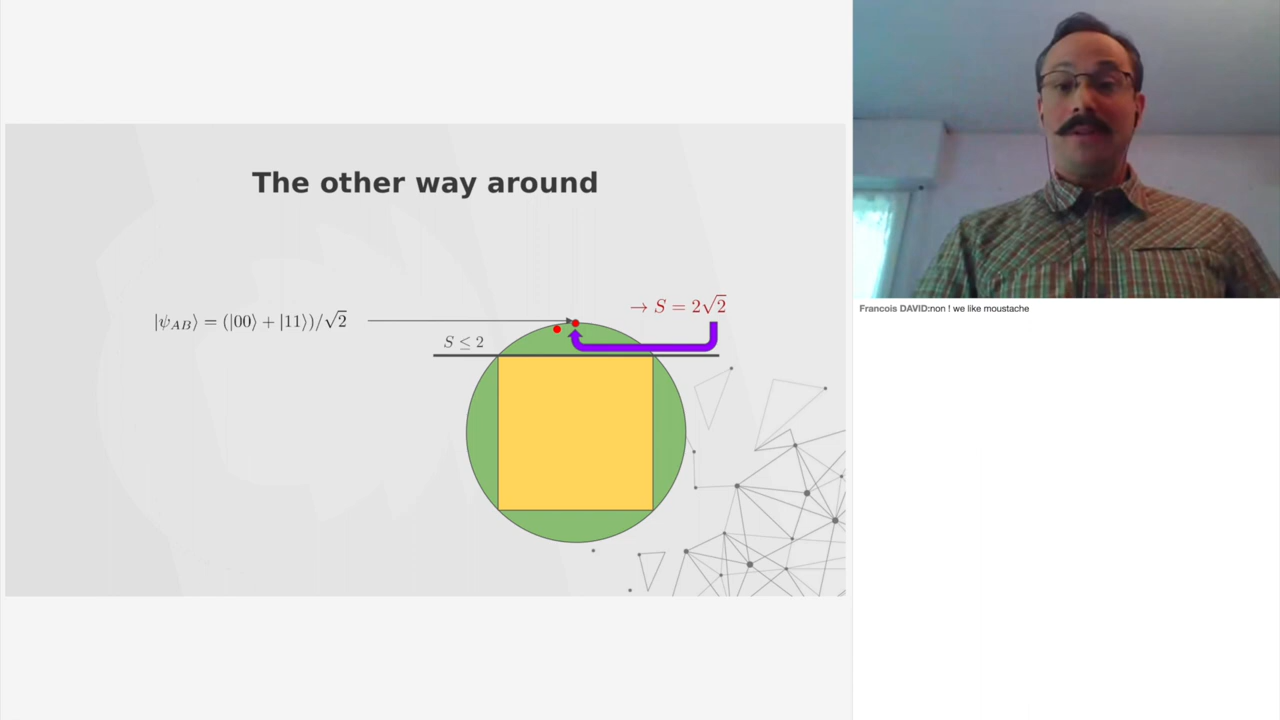 The other way around
→ S = 2√2
|ψ_AB⟩ = (|00⟩ + |11⟩)/√2
S ≤ 2
Francois DAVID:non ! we like moustache